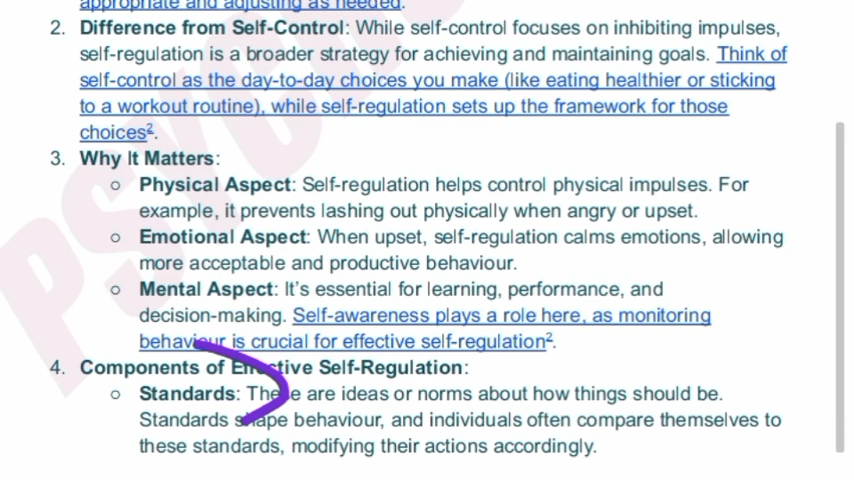 appropriate and adjusting as needed.
2. Difference from Self-Control: While self-control focuses on inhibiting impulses,
self-regulation is a broader strategy for achieving and maintaining goals. Think of
self-control as the day-to-day choices you make (like eating healthier or sticking
to a workout routine), while self-regulation sets up the framework for those
choices².
3. Why It Matters:
○ Physical Aspect: Self-regulation helps control physical impulses. For
example, it prevents lashing out physically when angry or upset.
○ Emotional Aspect: When upset, self-regulation calms emotions, allowing
more acceptable and productive behaviour.
○ Mental Aspect: It's essential for learning, performance, and
decision-making. Self-awareness plays a role here, as monitoring
behaviour is crucial for effective self-regulation².
4. Components of Effective Self-Regulation:
○ Standards: These are ideas or norms about how things should be.
Standards shape behaviour, and individuals often compare themselves to
these standards, modifying their actions accordingly.